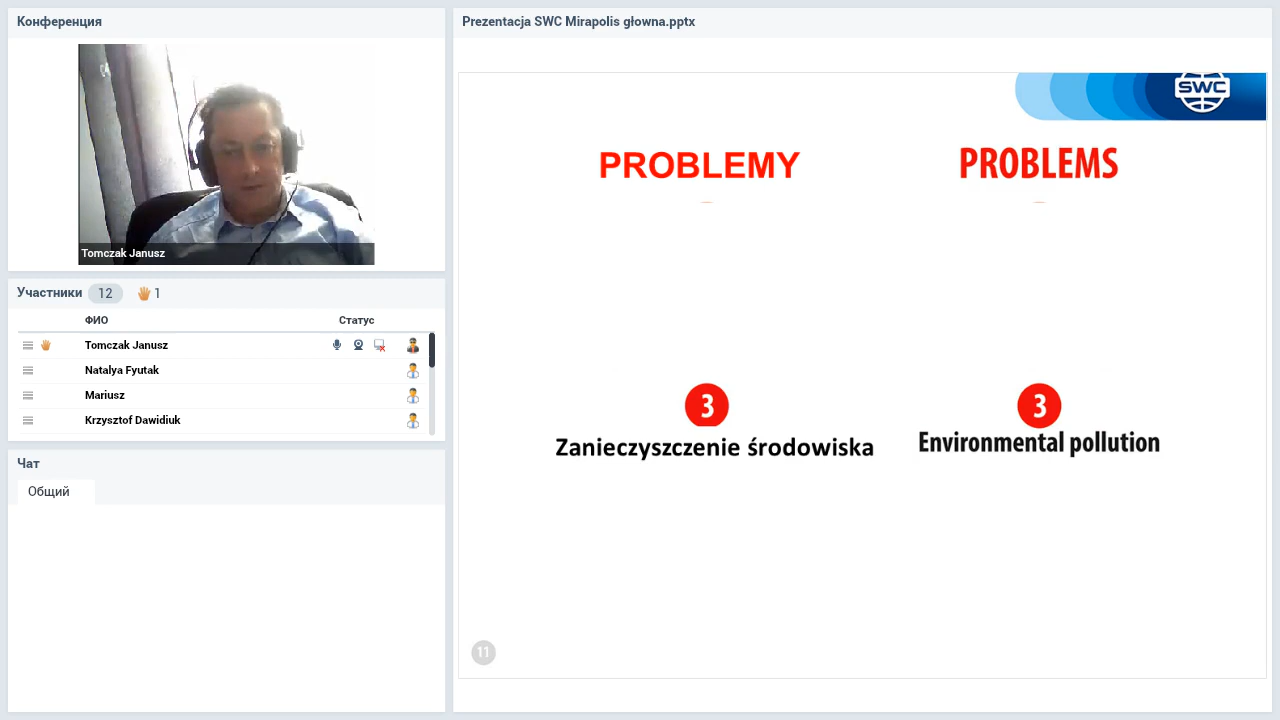 Конференция
Tomczak Janusz
Участники 12 1
ФИО Статус
Tomczak Janusz
Natalya Fyutak
Mariusz
Krzysztof Dawidiuk
Чат
Общий
Prezentacja SWC Mirapolis głowna.pptx
SWC
PROBLEMY
PROBLEMS
3
Zanieczyszczenie środowiska
3
Environmental pollution
11